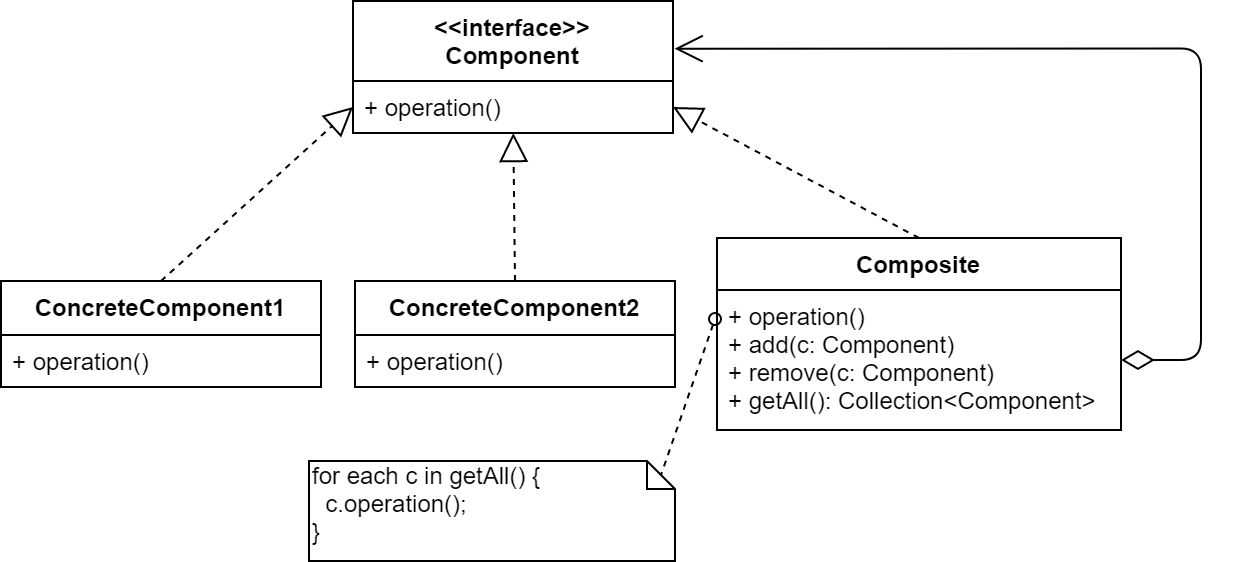 <<interface>>
Component
+ operation()
ConcreteComponent1
+ operation()
ConcreteComponent2
+ operation()
Composite
+ operation()
+ add(c: Component)
+ remove(c: Component)
+ getAll(): Collection<Component>
for each c in getAll() {
c.operation();
}